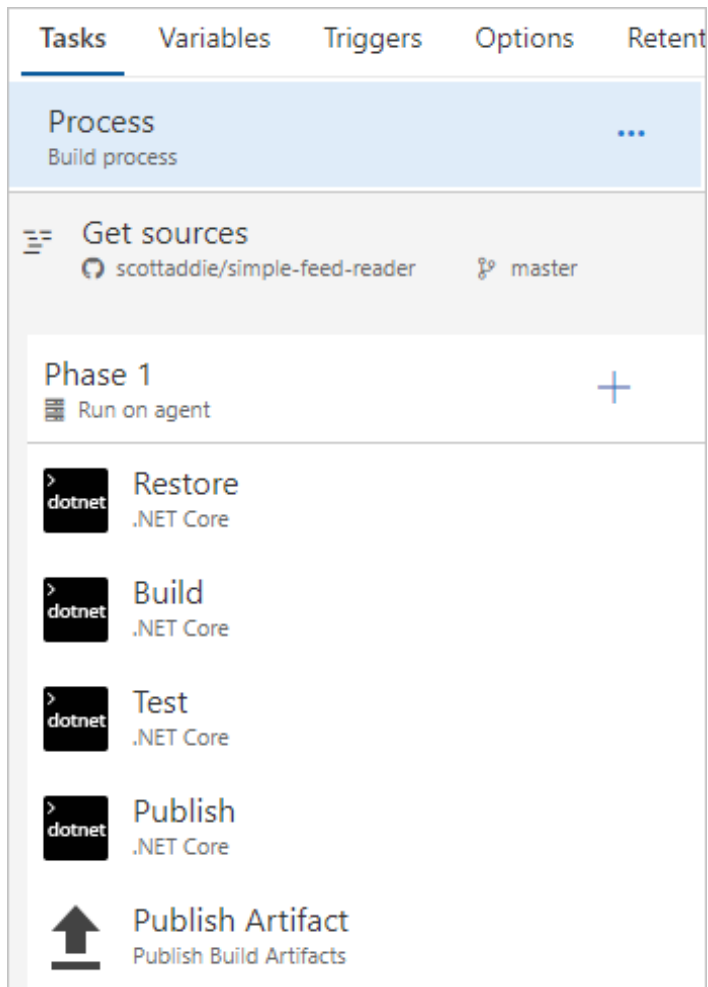 Tasks Variables Triggers Options Retent
Process
Build process
Get sources
scottaddie/simple-feed-reader master
Phase 1
Run on agent
>
dotnet
Restore
.NET Core
>
dotnet
Build
.NET Core
>
dotnet
Test
.NET Core
>
dotnet
Publish
.NET Core
Publish Artifact
Publish Build Artifacts